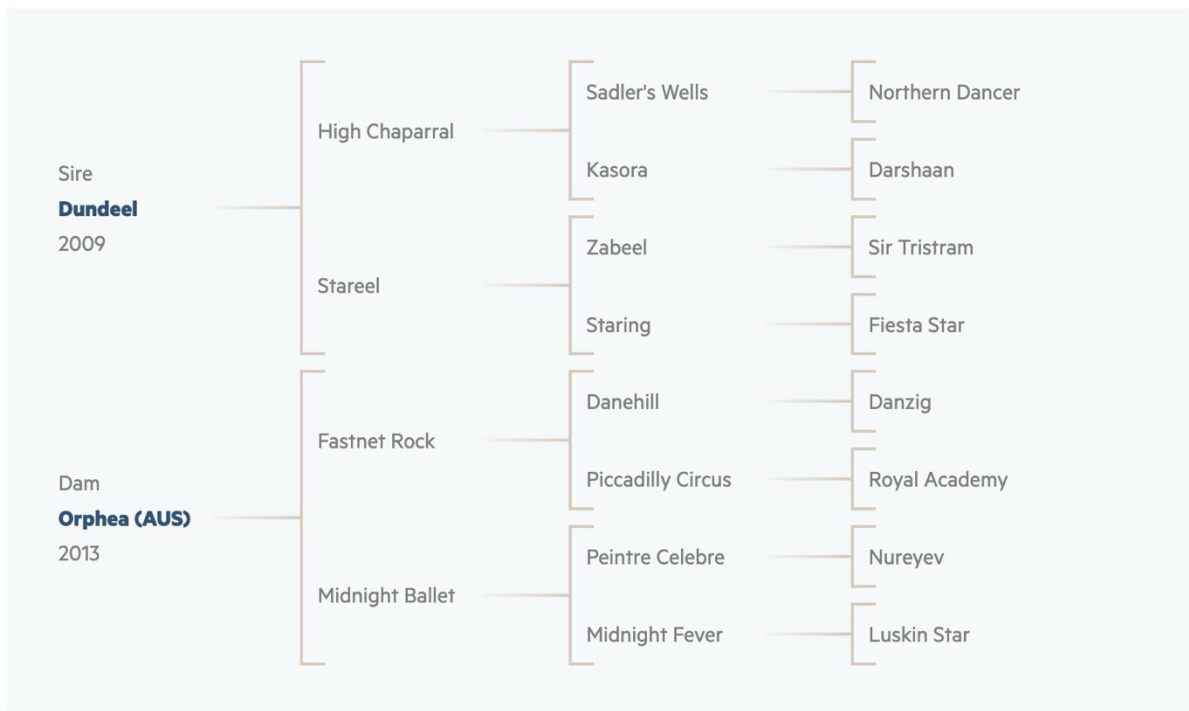 Sire
Dundeel
2009
High Chaparral
Stareel
Sadler's Wells
Kasora
Zabeel
Staring
Northern Dancer
Darshaan
Sir Tristram
Fiesta Star
Dam
Orphea (AUS)
2013
Fastnet Rock
Midnight Ballet
Danehill
Piccadilly Circus
Peintre Celebre
Midnight Fever
Danzig
Royal Academy
Nureyev
Luskin Star